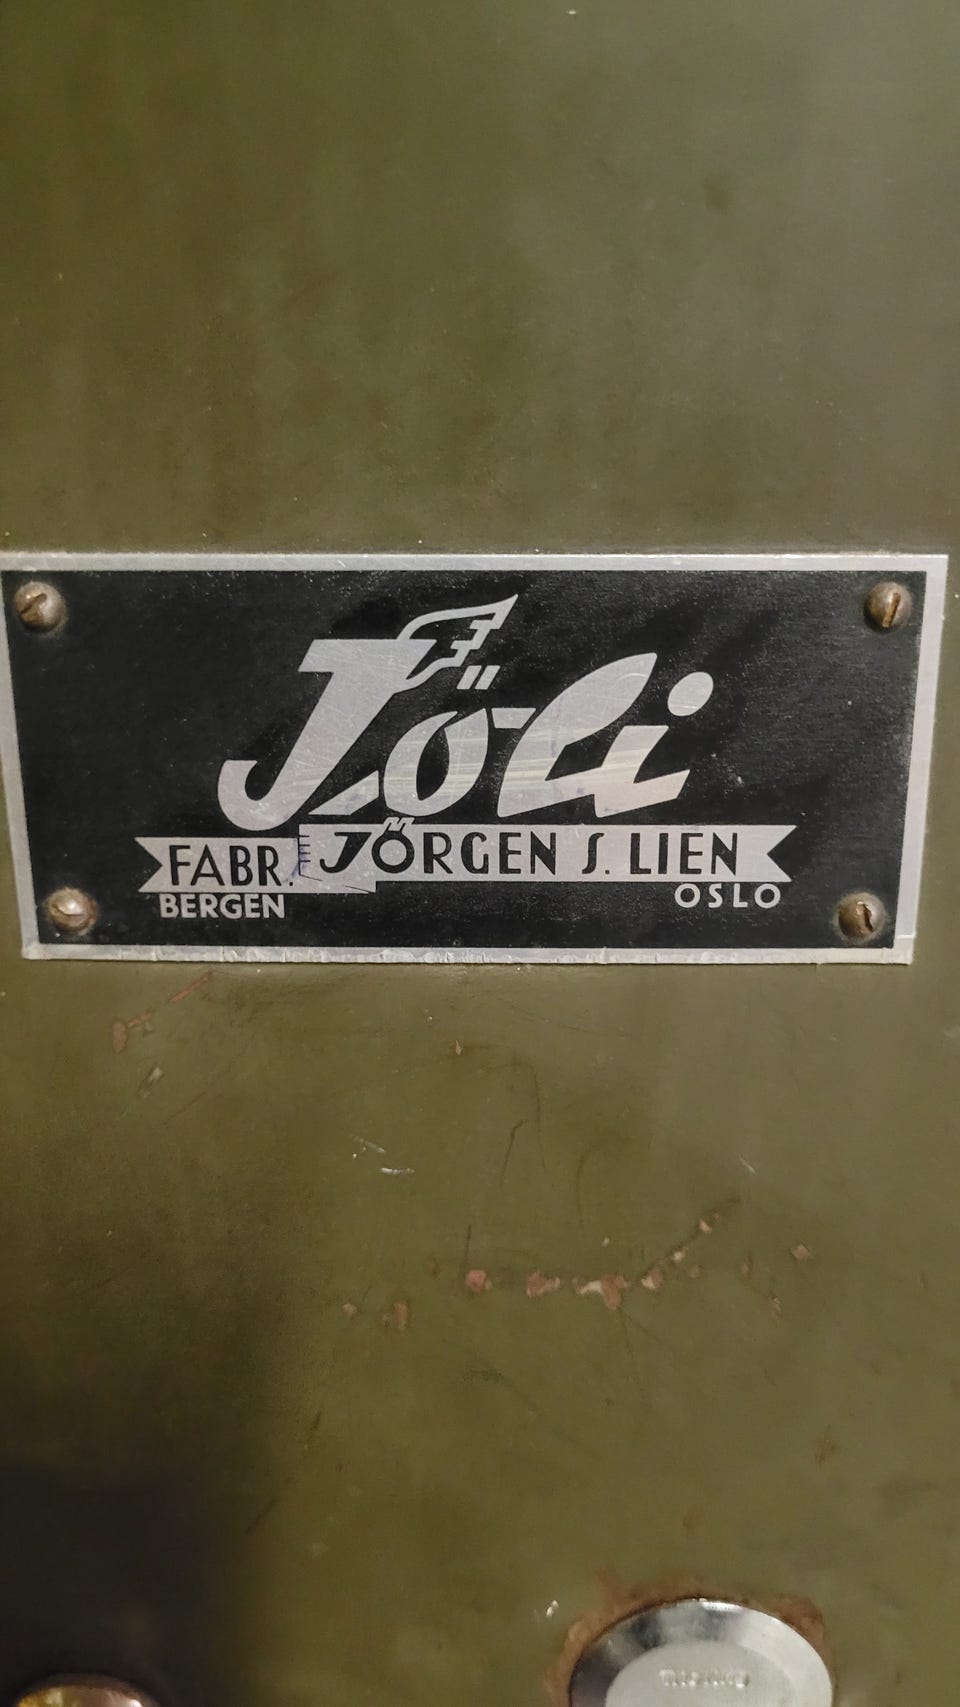 Jöli
FABR. JÖRGEN S. LIEN
BERGEN OSLO